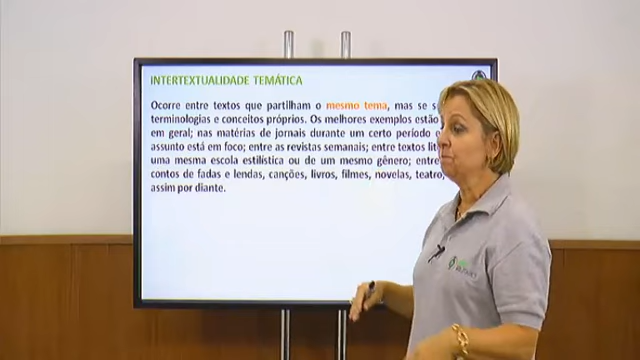 INTERTEXTUALIDADE TEMÁTICA
Ocorre entre textos que partilham o mesmo tema, mas se
terminologias e conceitos próprios. Os melhores exemplos estão
em geral; nas matérias de jornais durante um certo período
assunto está em foco; entre as revistas semanais; entre textos
uma mesma escola estilística ou de um mesmo gênero; entre
contos de fadas e lendas, canções, livros, filmes, novelas, teatro,
assim por diante.